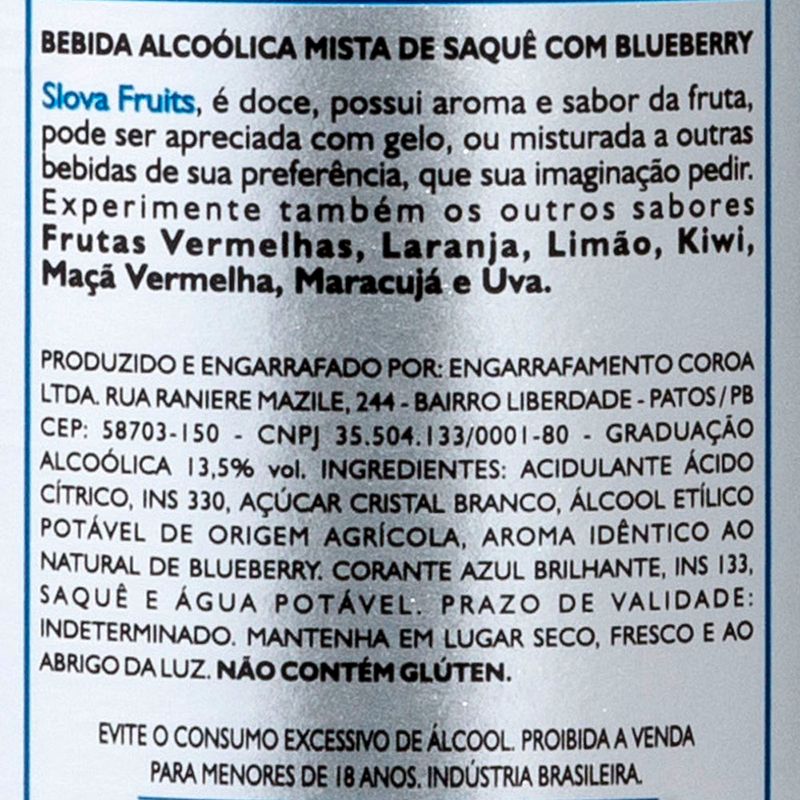 BEBIDA ALCOÓLICA MISTA DE SAQUÊ COM BLUEBERRY
Slova Fruits, é doce, possui aroma e sabor da fruta,
pode ser apreciada com gelo, ou misturada a outras
bebidas de sua preferência, que sua imaginação pedir.
Experimente também os outros sabores
Frutas Vermelhas, Laranja, Limão, Kiwi,
Maçã Vermelha, Maracujá e Uva.
PRODUZIDO E ENGARRAFADO POR: ENGARRAFAMENTO COROA
LTDA. RUA RANIERE MAZILE, 244 - BAIRRO LIBERDADE - PATOS/PB
CEP: 58703-150 - CNPJ 35.504.133/0001-80 - GRADUAÇÃO
ALCOÓLICA 13,5% vol. INGREDIENTES: ACIDULANTE ÁCIDO
CÍTRICO, INS 330, AÇÚCAR CRISTAL BRANCO, ÁLCOOL ETÍLICO
POTÁVEL DE ORIGEM AGRÍCOLA, AROMA IDÊNTICO AO
NATURAL DE BLUEBERRY. CORANTE AZUL BRILHANTE, INS 133,
SAQUÊ E ÁGUA POTÁVEL. PRAZO DE VALIDADE:
INDETERMINADO. MANTENHA EM LUGAR SECO, FRESCO E AO
ABRIGO DA LUZ. NÃO CONTÉM GLÚTEN.
EVITE O CONSUMO EXCESSIVO DE ÁLCOOL. PROIBIDA A VENDA
PARA MENORES DE 18 ANOS. INDÚSTRIA BRASILEIRA.